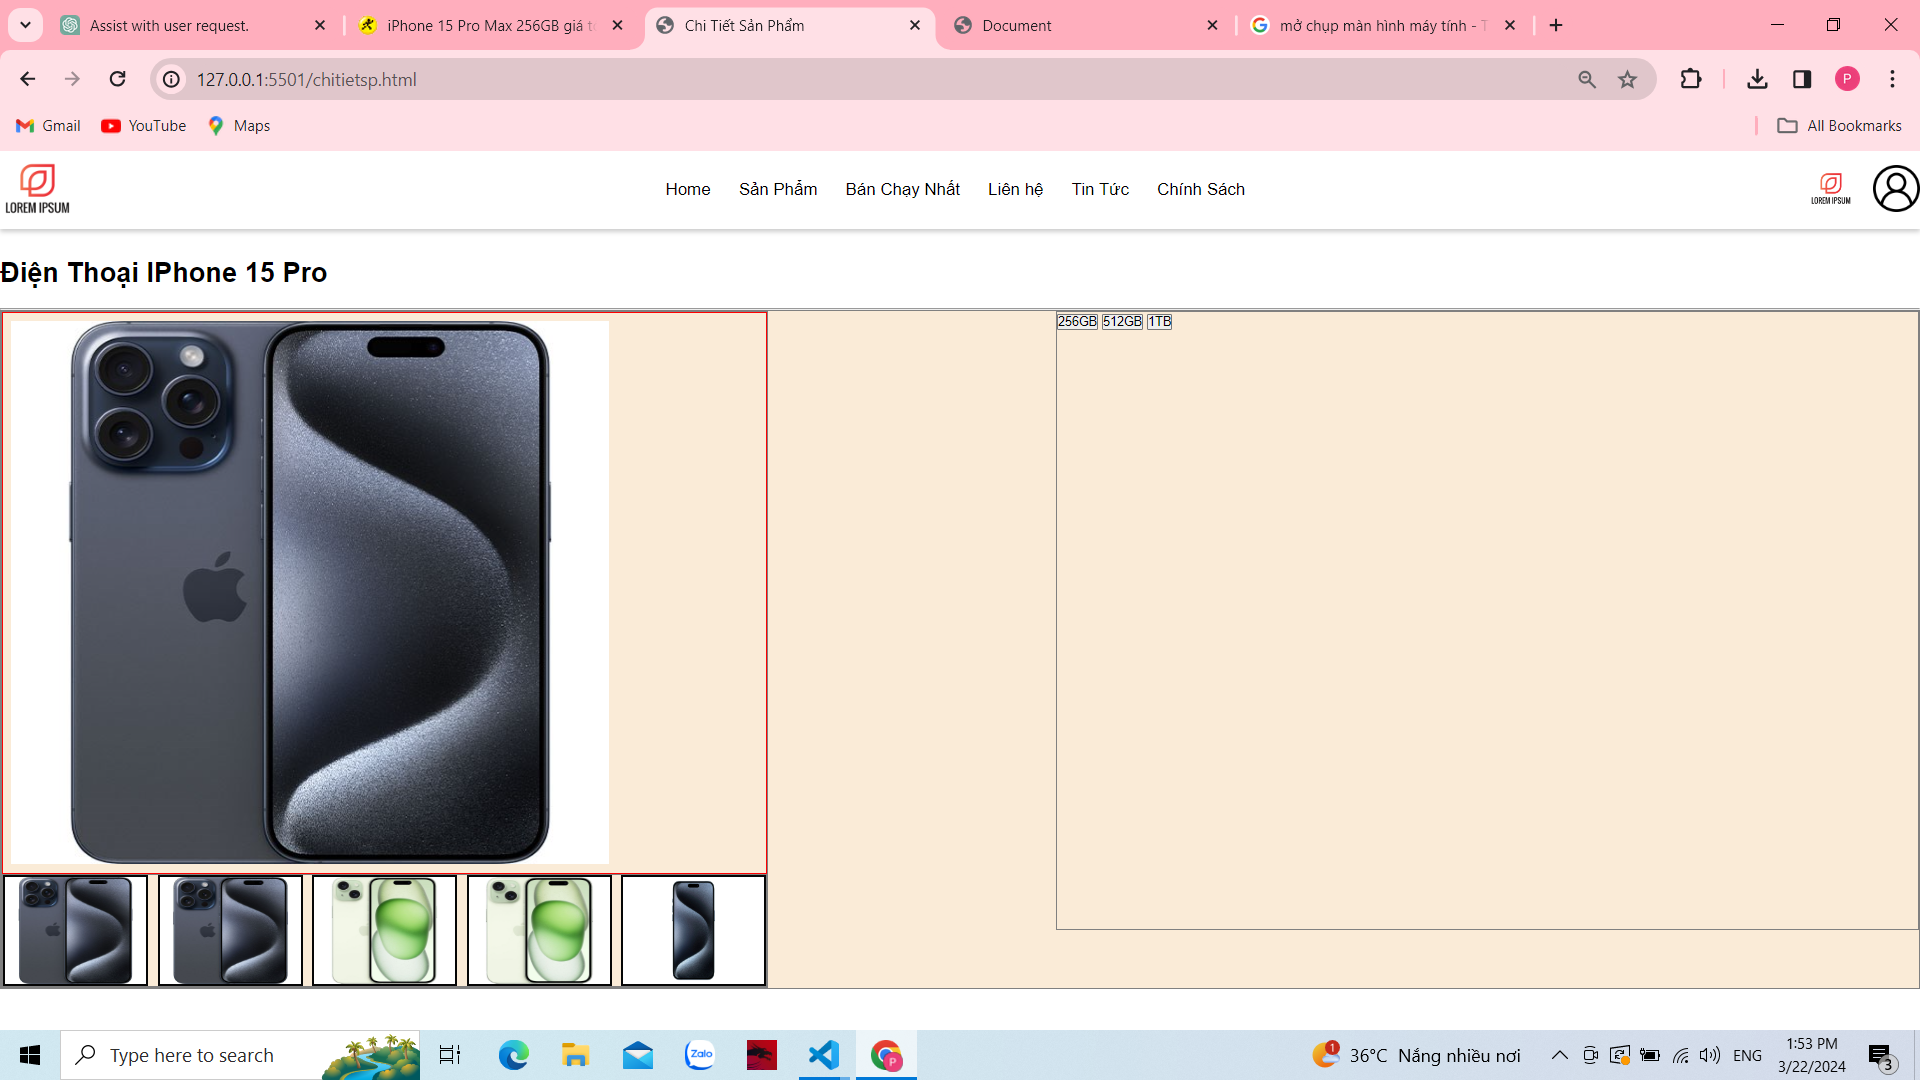 Assist with user request.
iPhone 15 Pro Max 256GB giá tố
Chi Tiết Sản Phẩm
Document
mở chụp màn hình máy tính - T
127.0.0.1:5501/chitietsp.html
P
Gmail
YouTube
Maps
All Bookmarks
LOREM IPSUM
Home
Sản Phẩm
Bán Chạy Nhất
Liên hệ
Tin Tức
Chính Sách
LOREM IPSUM
Điện Thoại IPhone 15 Pro
256GB 512GB 1TB
Type here to search
Zalo
P
1
36°C Nắng nhiều nơi
ENG
1:53 PM
3/22/2024
3